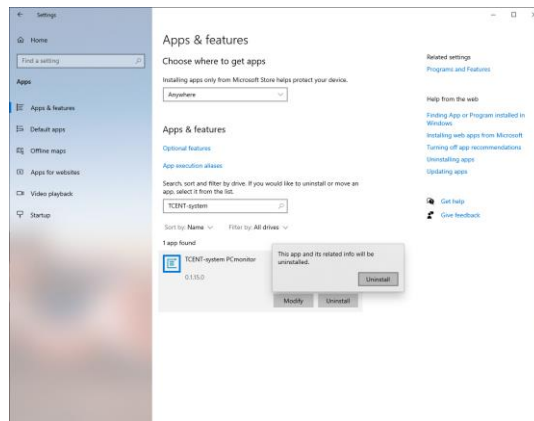 Settings
Home
Find a setting
Apps
Apps & features
Default apps
Offline maps
Apps for websites
Video playback
Startup
Apps & features
Choose where to get apps
Installing apps only from Microsoft Store helps protect your device.
Anywhere
Apps & features
Optional features
App execution aliases
Search, sort and filter by drive. If you would like to uninstall or move an
app, select it from the list.
TCENT-system
Sort by: Name
Filter by: All drives
1 app found
TCENT-system PCmonitor
0.1.15.0
This app and its related info will be
uninstalled.
Uninstall
Modify
Uninstall
Related settings
Programs and Features
Help from the web
Finding App or Program installed in
Windows
Installing web apps from Microsoft
Turning off app recommendations
Uninstalling apps
Updating apps
Get help
Give feedback